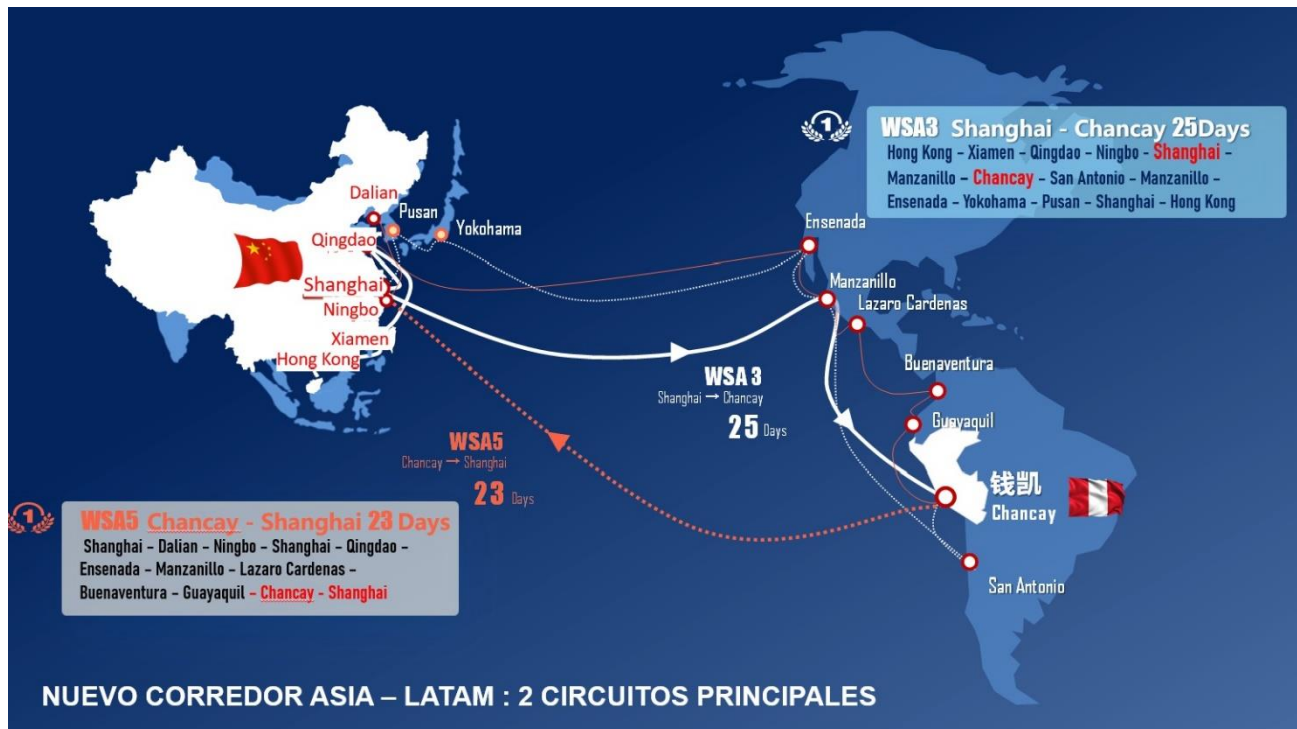 1
WSA3 Shanghai - Chancay 25Days
Hong Kong – Xiamen – Qingdao – Ningbo - Shanghai –
Manzanillo – Chancay – San Antonio – Manzanillo –
Ensenada – Yokohama – Pusan – Shanghai – Hong Kong
Dalian
Pusan
Yokohama
Qingdao
Shanghai
Ningbo
Xiamen
Hong Kong
Ensenada
Manzanillo
Lazaro Cardenas
Buenaventura
Guayaquil
钱凯
Chancay
San Antonio
WSA 3
Shanghai → Chancay
25 Days
WSA5
Chancay → Shanghai
23 Days
1
WSA5 Chancay - Shanghai 23 Days
Shanghai – Dalian – Ningbo – Shanghai – Qingdao –
Ensenada – Manzanillo – Lazaro Cardenas –
Buenaventura – Guayaquil – Chancay - Shanghai
NUEVO CORREDOR ASIA – LATAM : 2 CIRCUITOS PRINCIPALES